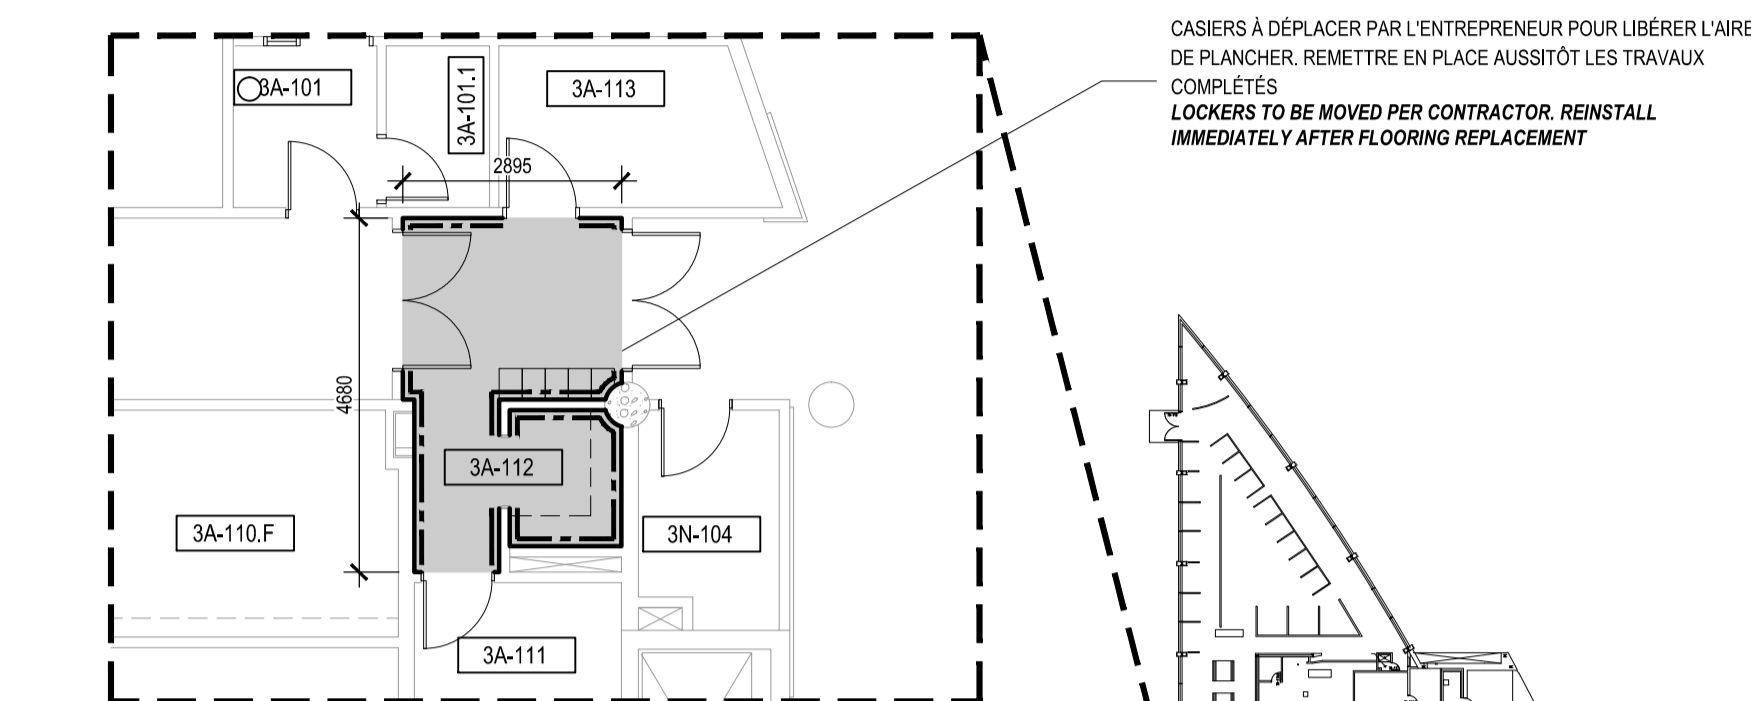 CASIERS À DÉPLACER PAR L'ENTREPRENEUR POUR LIBÉRER L'AIRE
DE PLANCHER. REMETTRE EN PLACE AUSSITÔT LES TRAVAUX
COMPLÉTÉS
LOCKERS TO BE MOVED PER CONTRACTOR. REINSTALL
IMMEDIATELY AFTER FLOORING REPLACEMENT
3A-101
3A-101.1
3A-113
2895
4680
3A-112
3A-110.F
3N-104
3A-111